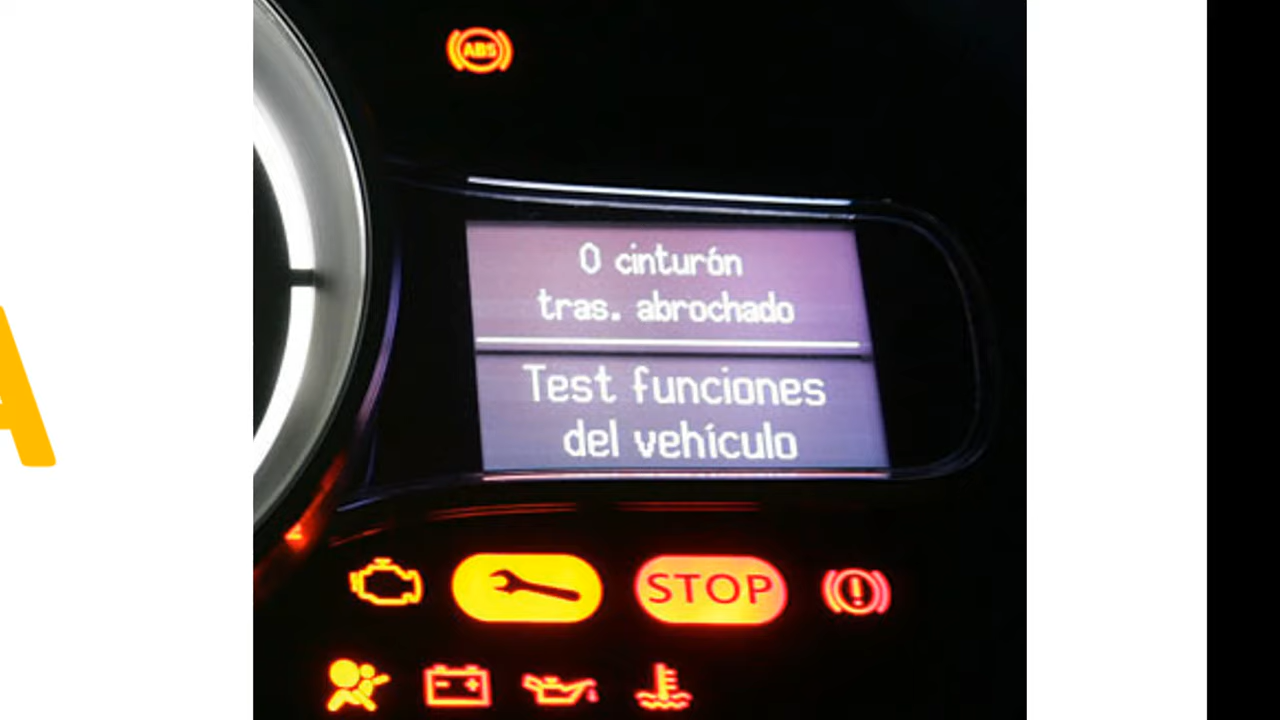 A
ABS
0 cinturón
tras. abrochado
Test funciones
del vehículo
STOP